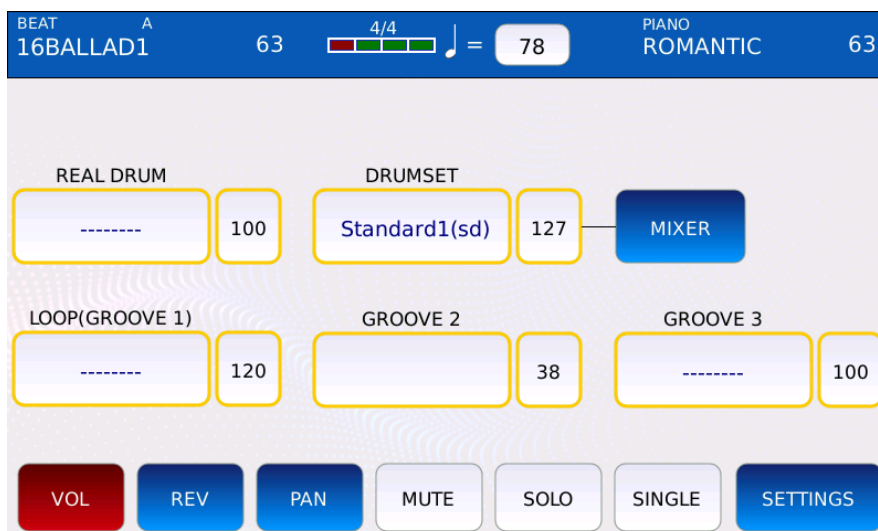 BEAT A
16BALLAD1 63 4/4 = 78
PIANO
ROMANTIC 63
REAL DRUM
-------- 100
DRUMSET
Standard1(sd) 127 MIXER
LOOP(GROOVE 1)
-------- 120
GROOVE 2
38
GROOVE 3
-------- 100
VOL REV PAN MUTE SOLO SINGLE SETTINGS